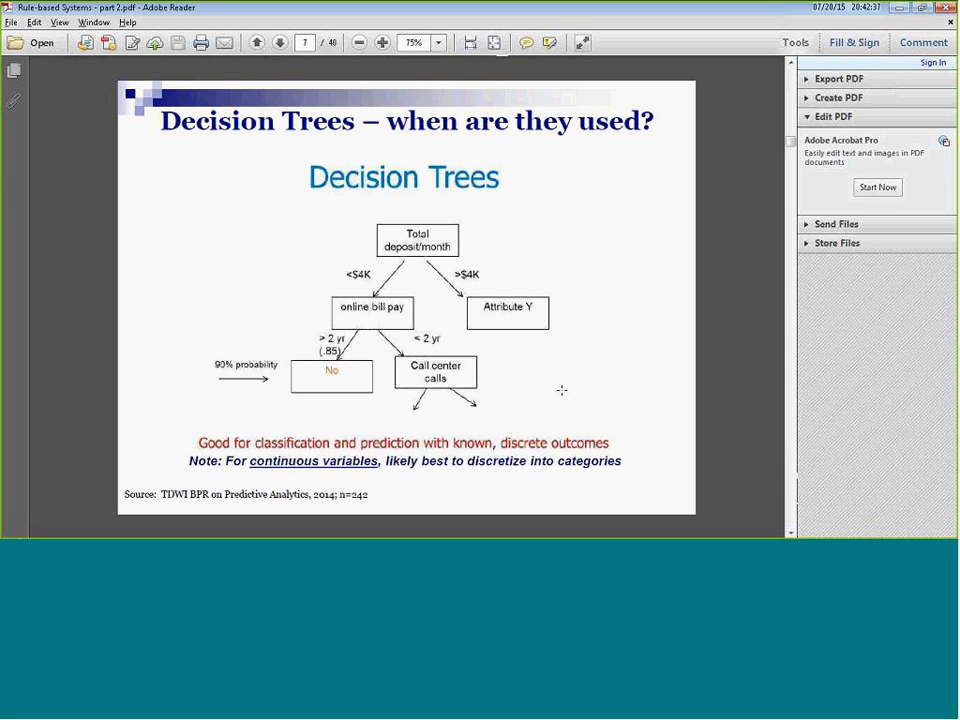 Rule-based Systems - part 2.pdf - Adobe Reader
07/20/15 20:42:37
File Edit View Window Help
Open
7 / 40
75%
Tools
Fill & Sign
Comment
Sign In
Export PDF
Create PDF
Edit PDF
Adobe Acrobat Pro
Easily edit text and images in PDF
documents
Start Now
Send Files
Store Files
Decision Trees – when are they used?
Decision Trees
Total
deposit/month
<$4K
>$4K
online bill pay
Attribute Y
> 2 yr
(.85)
< 2 yr
90% probability
No
Call center
calls
Good for classification and prediction with known, discrete outcomes
Note: For continuous variables, likely best to discretize into categories
Source: TDWI BPR on Predictive Analytics, 2014; n=242